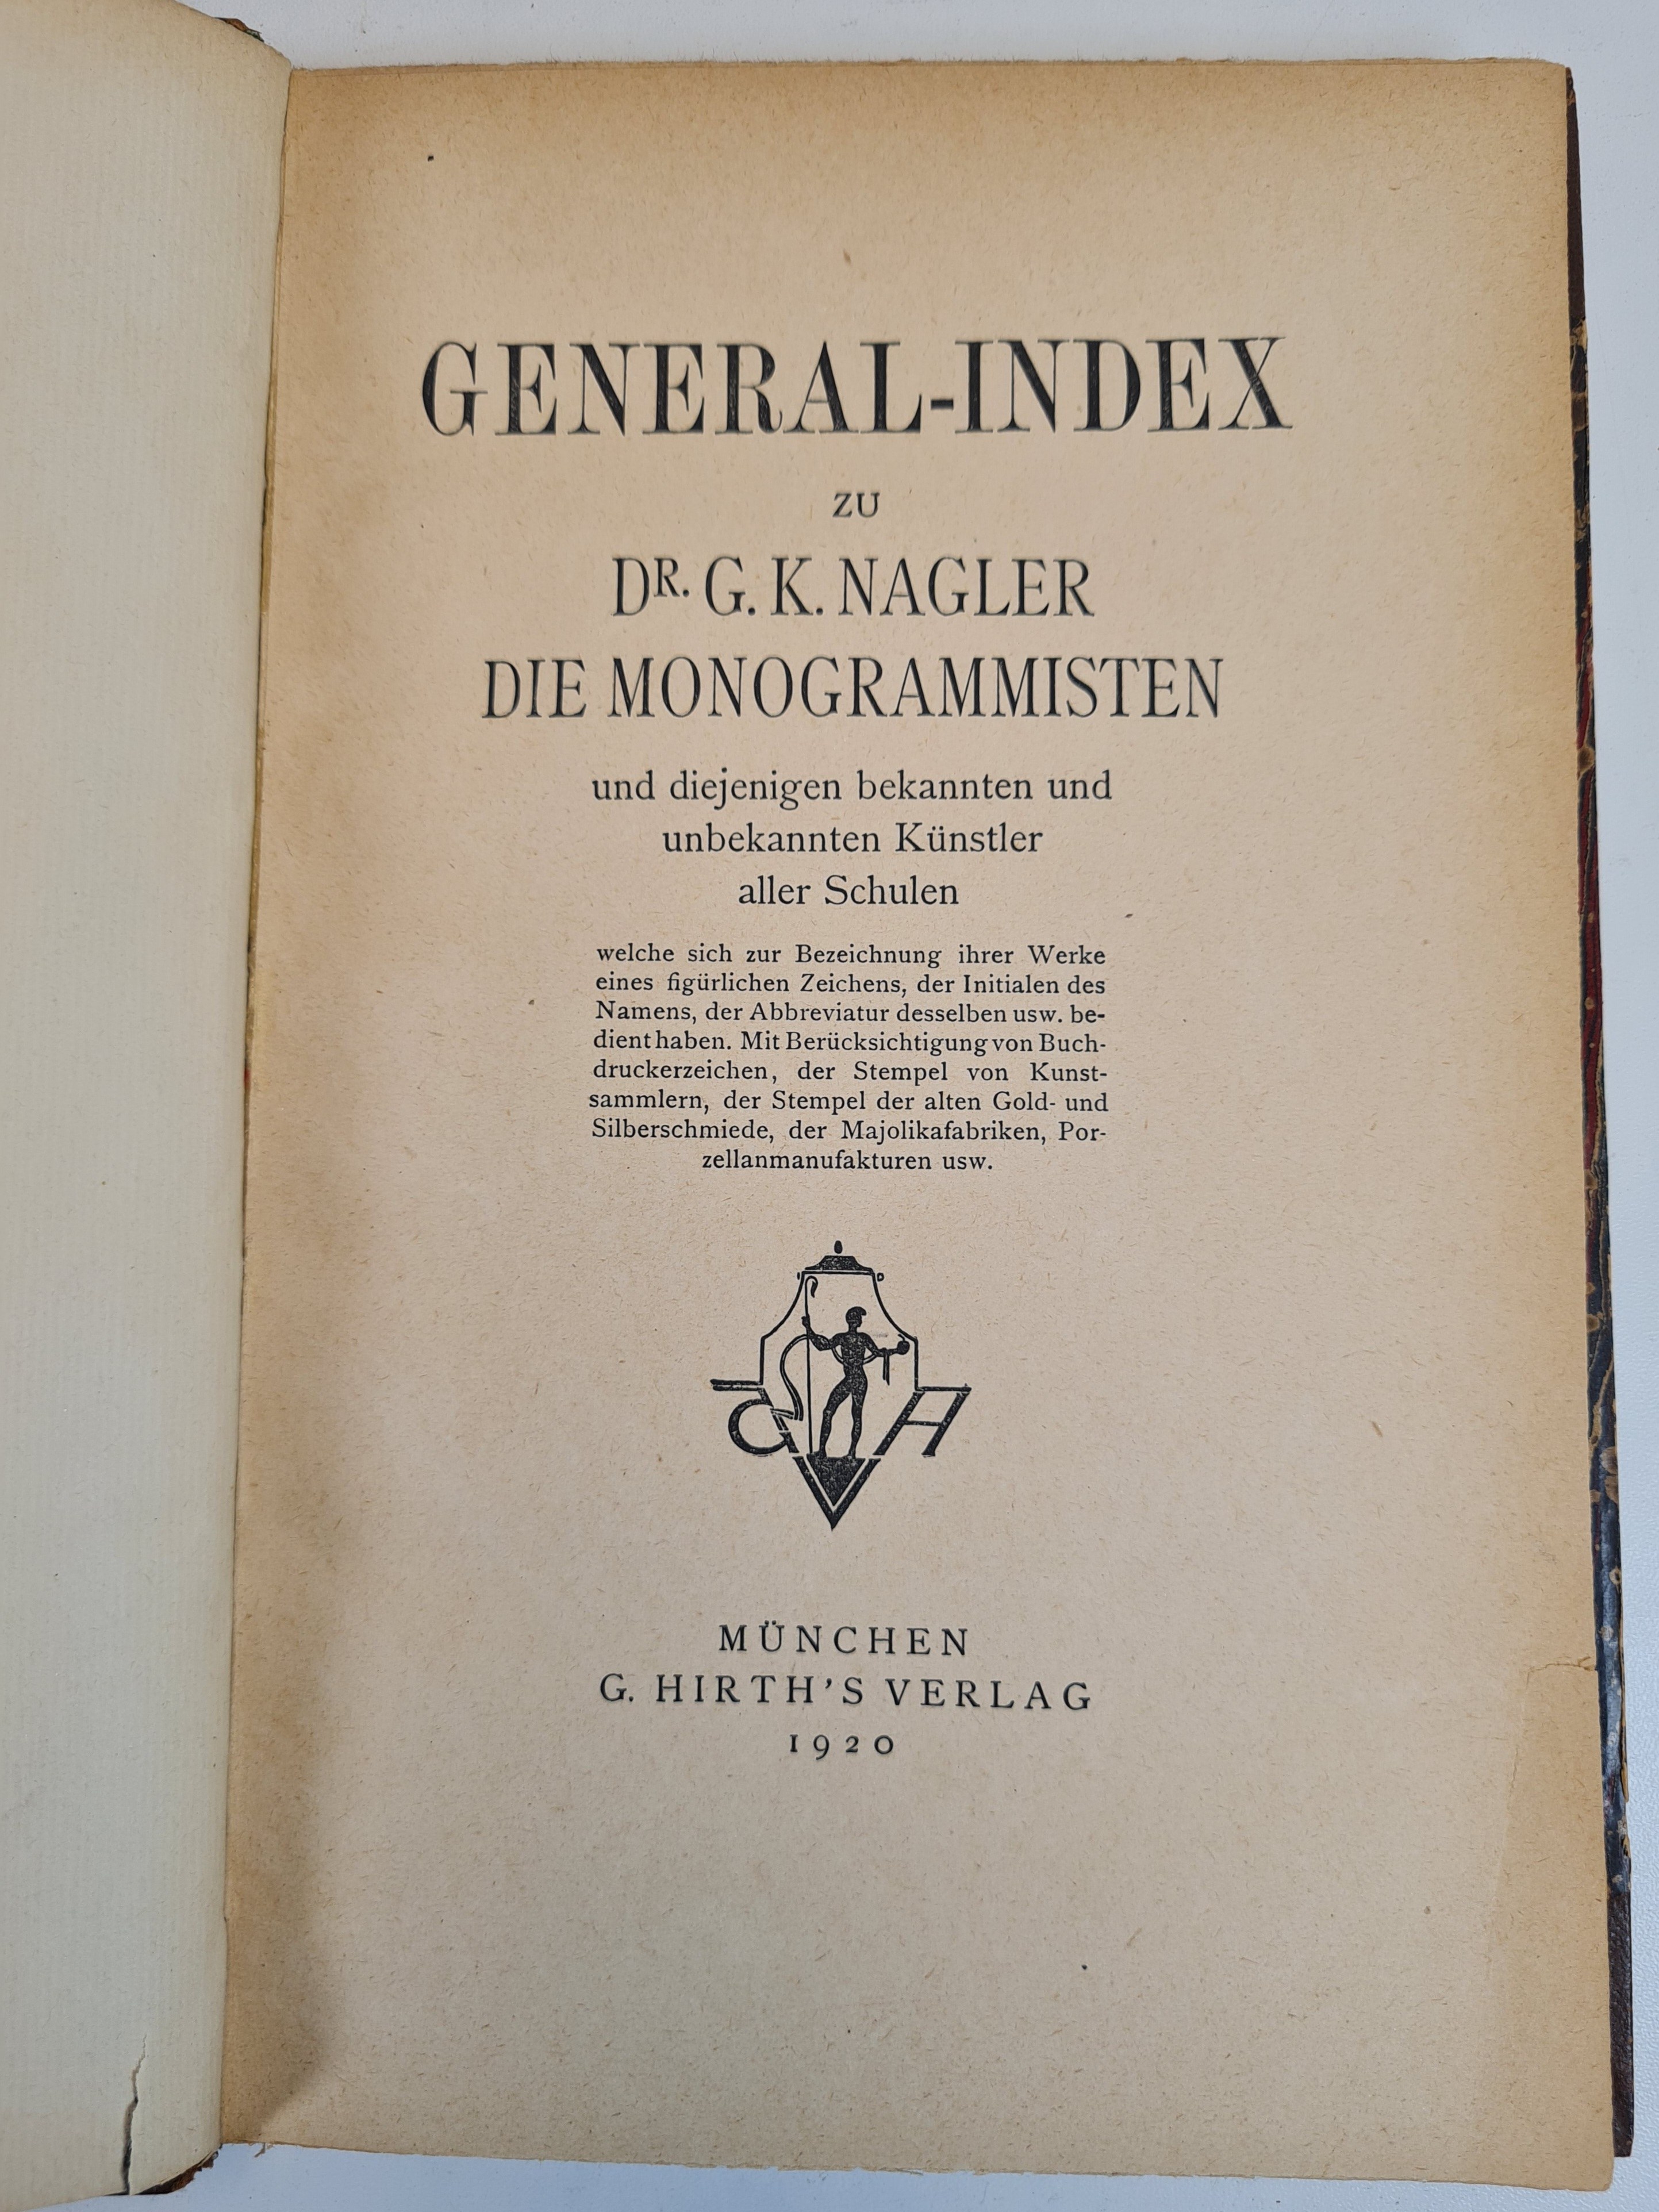 GENERAL-INDEX
ZU
DR. G. K. NAGLER
DIE MONOGRAMMISTEN
und diejenigen bekannten und
unbekannten Künstler
aller Schulen
welche sich zur Bezeichnung ihrer Werke
eines figürlichen Zeichens, der Initialen des
Namens, der Abbreviatur desselben usw. be-
dient haben. Mit Berücksichtigung von Buch-
druckerzeichen, der Stempel von Kunst-
sammlern, der Stempel der alten Gold- und
Silberschmiede, der Majolikafabriken, Por-
zellanmanufakturen usw.
G H
MÜNCHEN
G. HIRTH'S VERLAG
1920